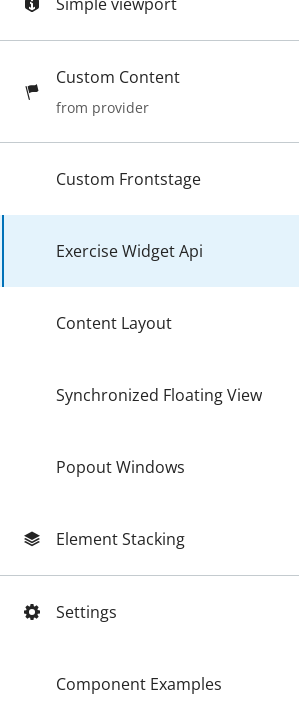 Simple viewport
Custom Content
from provider
Custom Frontstage
Exercise Widget Api
Content Layout
Synchronized Floating View
Popout Windows
Element Stacking
Settings
Component Examples